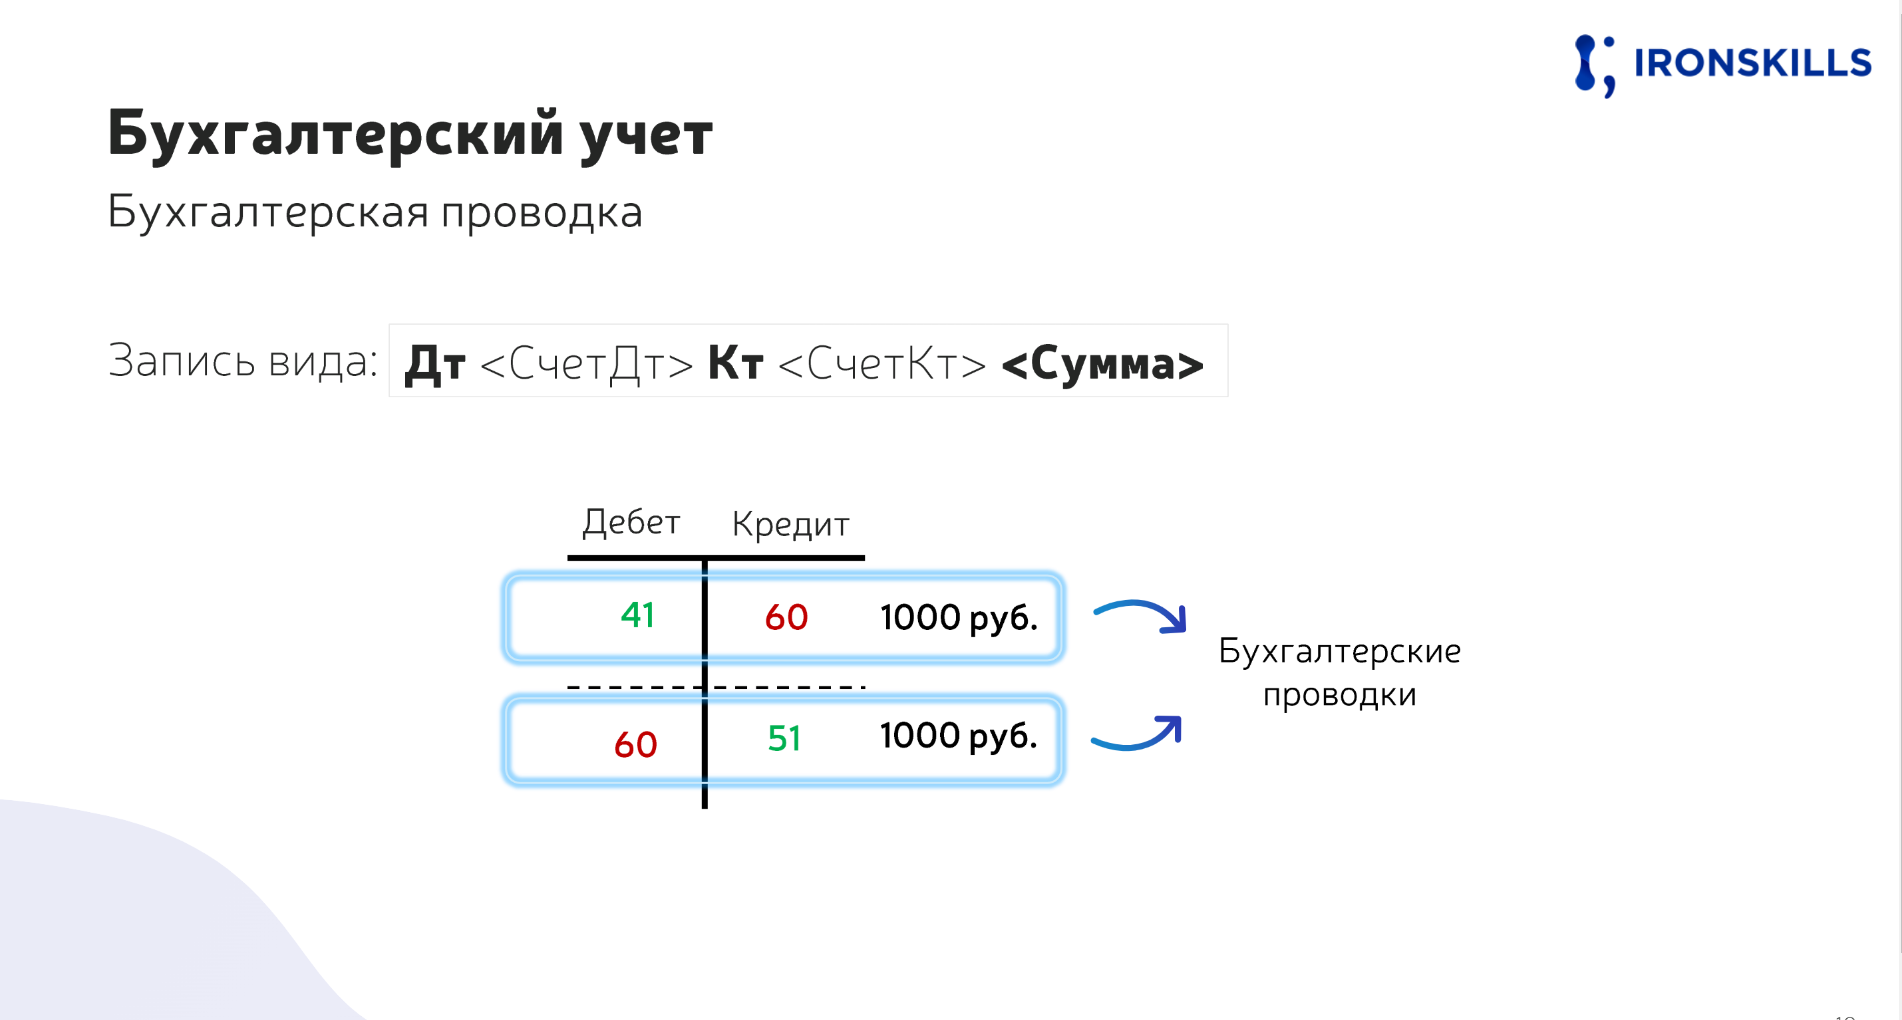 IRONSKILLS
Бухгалтерский учет
Бухгалтерская проводка
Запись вида: Дт <СчетДт> Кт <СчетКт> <Сумма>
Дебет Кредит
41 60 1000 руб.
60 51 1000 руб.
Бухгалтерские
проводки